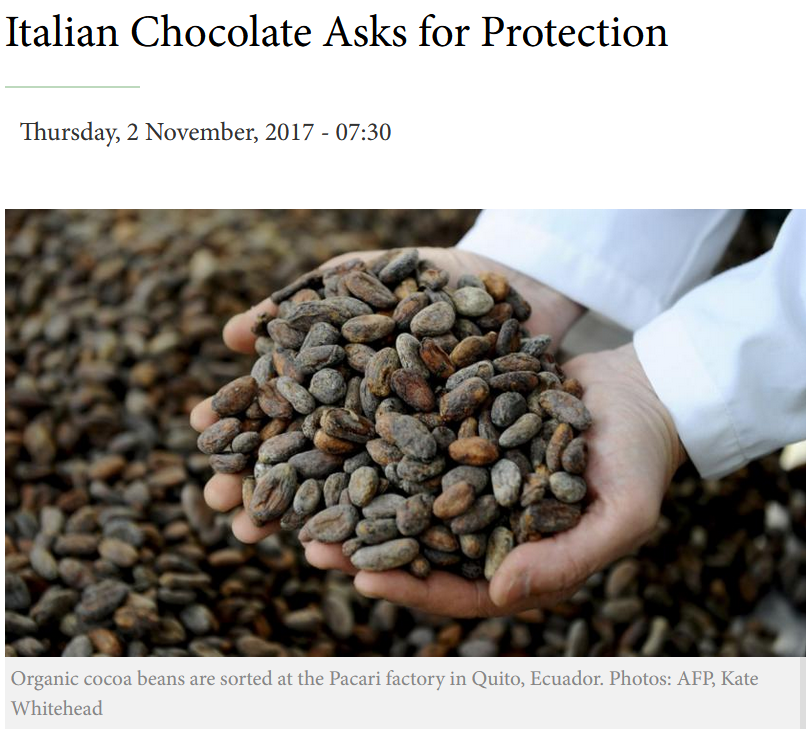 Italian Chocolate Asks for Protection
Thursday, 2 November, 2017 - 07:30
Organic cocoa beans are sorted at the Pacari factory in Quito, Ecuador. Photos: AFP, Kate
Whitehead